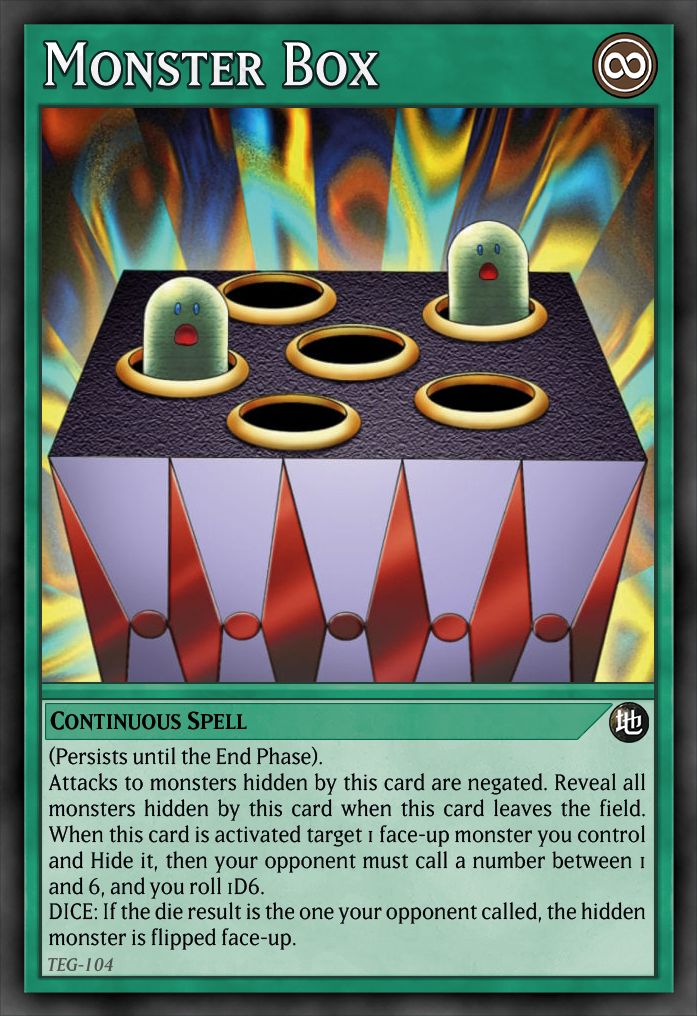 Monster Box
Continuous Spell
(Persists until the End Phase).
Attacks to monsters hidden by this card are negated. Reveal all
monsters hidden by this card when this card leaves the field.
When this card is activated target 1 face-up monster you control
and Hide it, then your opponent must call a number between 1
and 6, and you roll 1D6.
DICE: If the die result is the one your opponent called, the hidden
monster is flipped face-up.
TEG-104